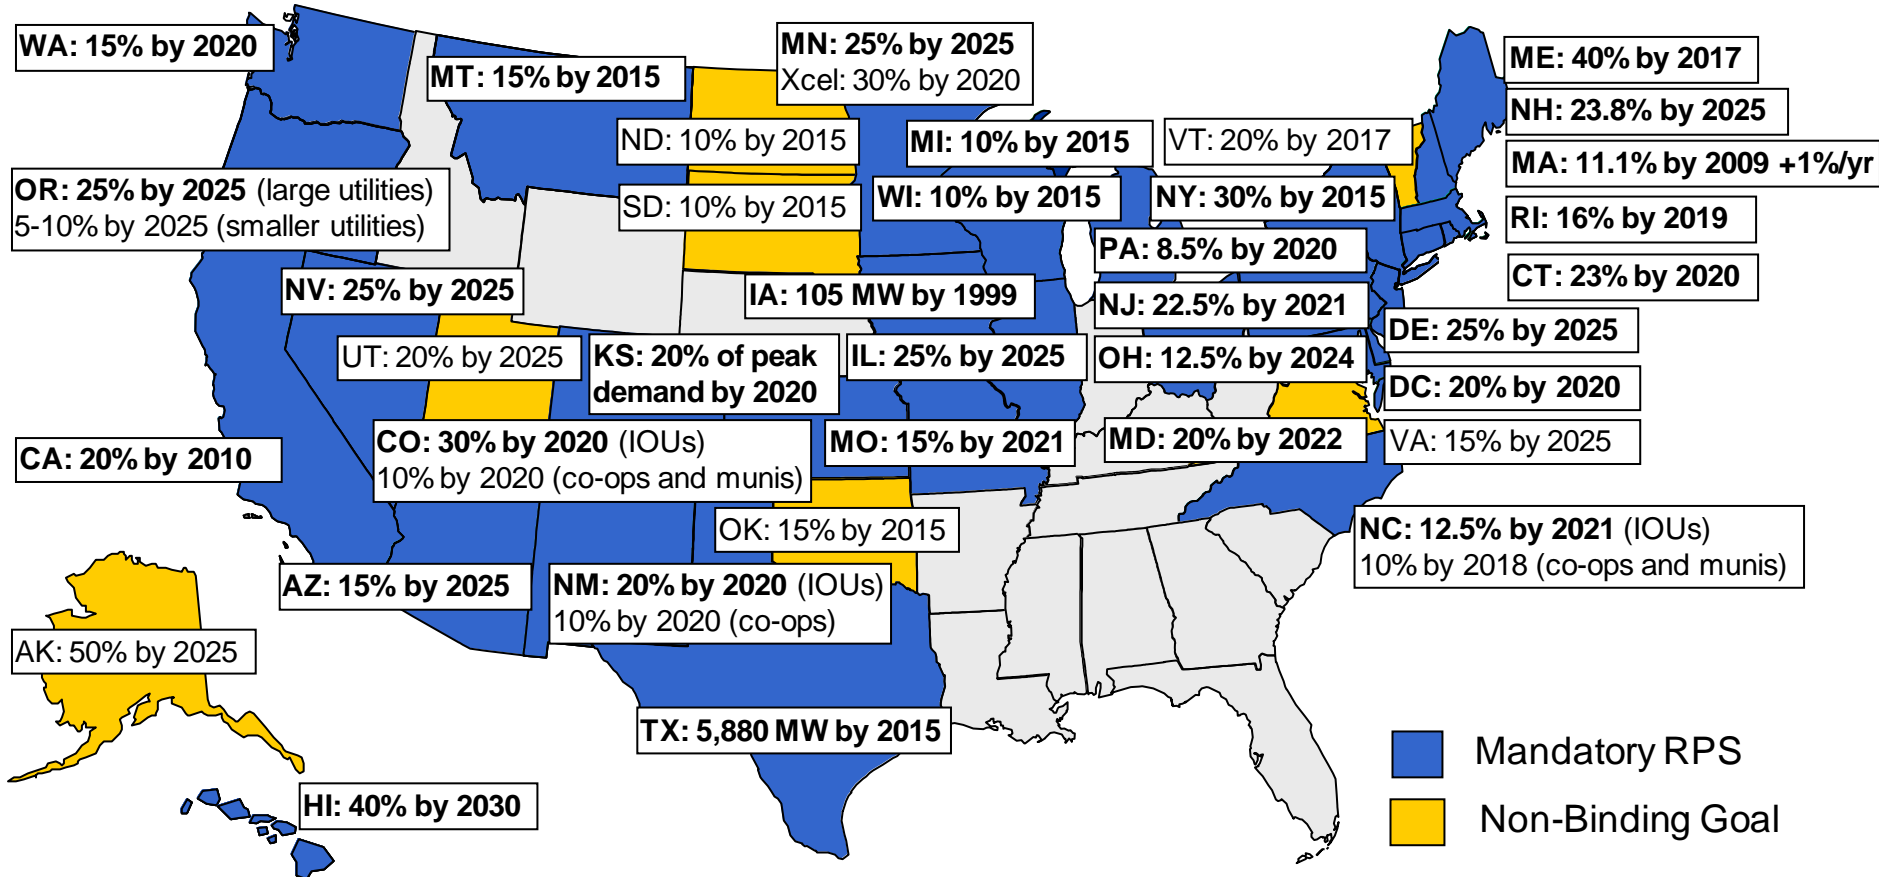 WA: 15% by 2020
MT: 15% by 2015
MN: 25% by 2025
Xcel: 30% by 2020
ME: 40% by 2017
NH: 23.8% by 2025
ND: 10% by 2015
MI: 10% by 2015
VT: 20% by 2017
MA: 11.1% by 2009 +1%/yr
OR: 25% by 2025 (large utilities)
5-10% by 2025 (smaller utilities)
SD: 10% by 2015
WI: 10% by 2015
NY: 30% by 2015
RI: 16% by 2019
PA: 8.5% by 2020
CT: 23% by 2020
NV: 25% by 2025
IA: 105 MW by 1999
NJ: 22.5% by 2021
DE: 25% by 2025
UT: 20% by 2025
KS: 20% of peak
demand by 2020
IL: 25% by 2025
OH: 12.5% by 2024
DC: 20% by 2020
CA: 20% by 2010
CO: 30% by 2020 (IOUs)
10% by 2020 (co-ops and munis)
MO: 15% by 2021
MD: 20% by 2022
VA: 15% by 2025
OK: 15% by 2015
NC: 12.5% by 2021 (IOUs)
10% by 2018 (co-ops and munis)
AZ: 15% by 2025
NM: 20% by 2020 (IOUs)
10% by 2020 (co-ops)
AK: 50% by 2025
TX: 5,880 MW by 2015
HI: 40% by 2030
Mandatory RPS
Non-Binding Goal